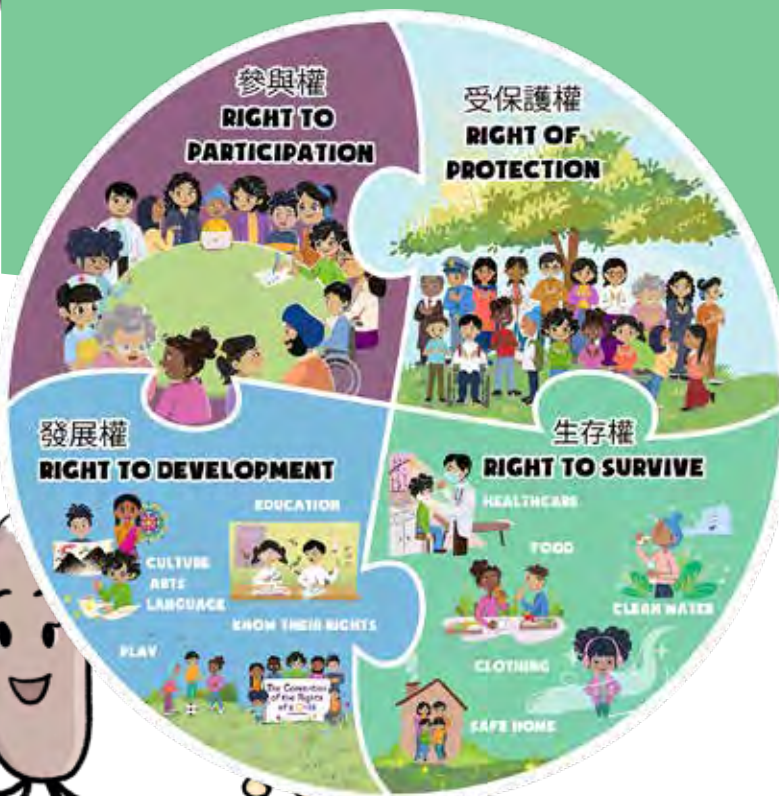 參與權
RIGHT TO
PARTICIPATION
受保護權
RIGHT OF
PROTECTION
發展權
RIGHT TO DEVELOPMENT
EDUCATION
CULTURE
ARTS
LANGUAGE
KNOW THEIR RIGHTS
PLAY
The Convention
of the Rights
of a Child
生存權
RIGHT TO SURVIVE
HEALTHCARE
FOOD
CLEAN WATER
CLOTHING
SAFE HOME